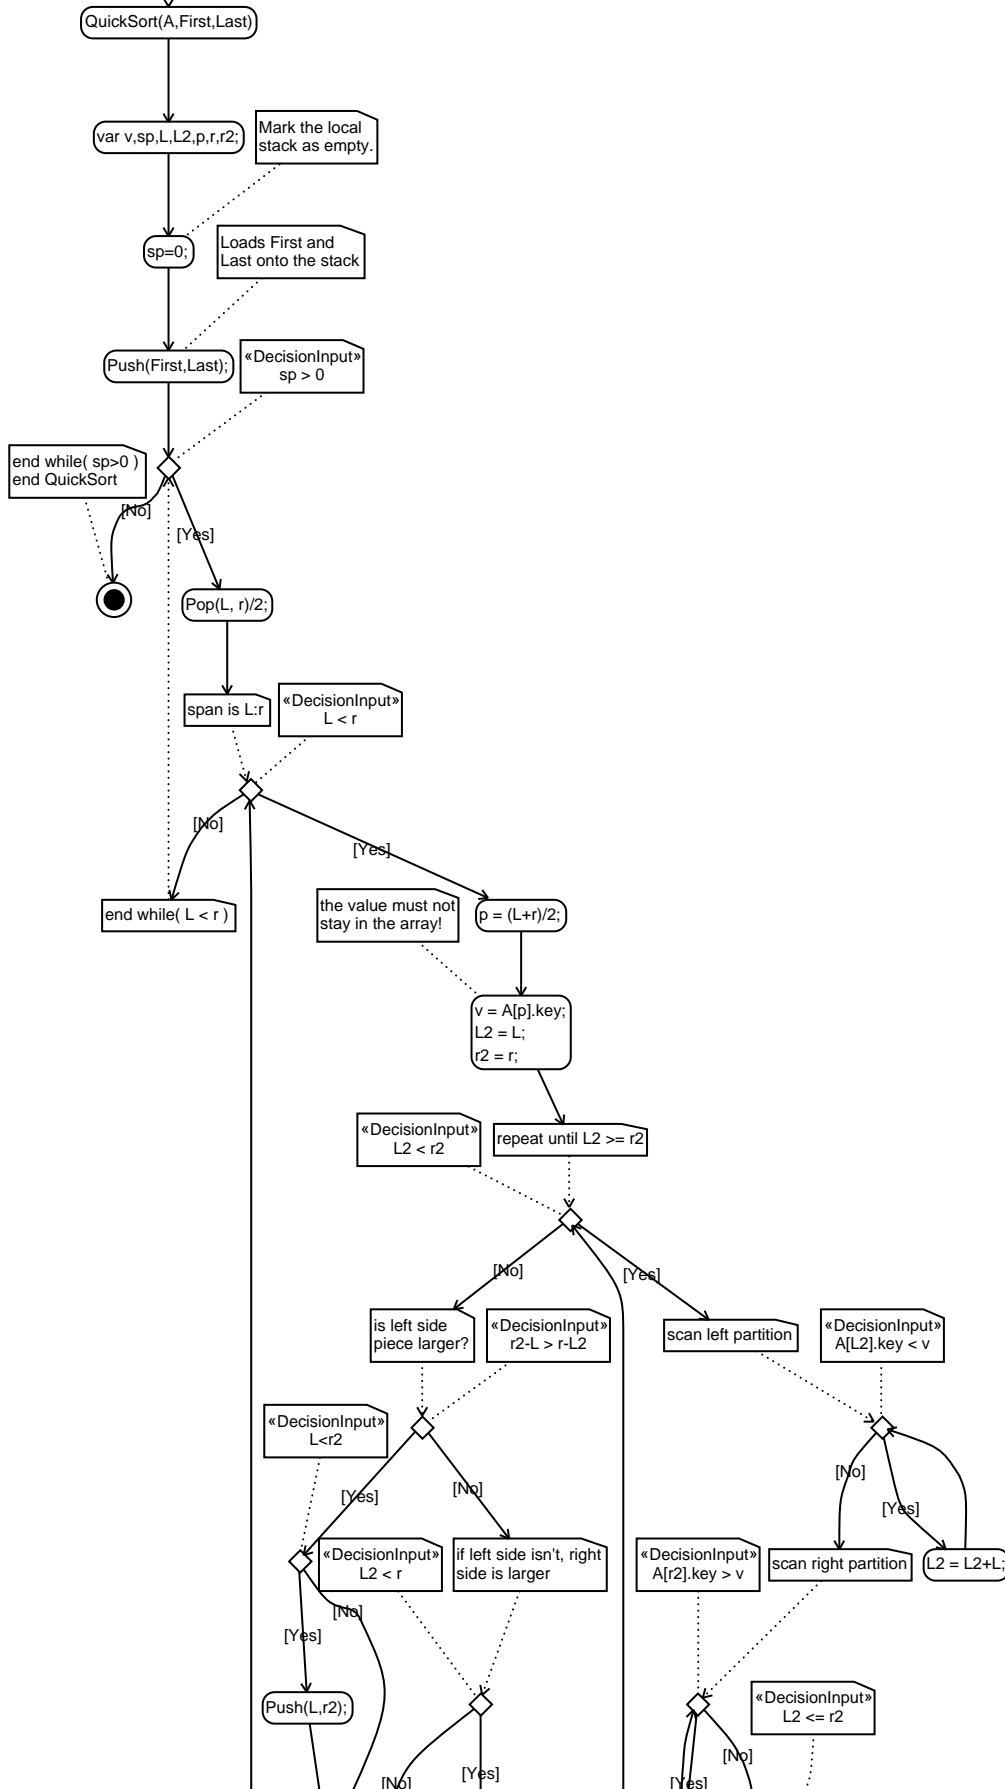 QuickSort(A,First,Last)
var v,sp,L,L2,p,r,r2;
Mark the local
stack as empty.
sp=0;
Loads First and
Last onto the stack
Push(First,Last);
«DecisionInput»
sp > 0
end while( sp>0 )
end QuickSort
[No]
[Yes]
Pop(L, r)/2;
span is L:r
«DecisionInput»
L < r
[No]
[Yes]
end while( L < r )
the value must not
stay in the array!
p = (L+r)/2;
v = A[p].key;
L2 = L;
r2 = r;
«DecisionInput»
L2 < r2
repeat until L2 >= r2
[No]
[Yes]
is left side
piece larger?
«DecisionInput»
r2-L > r-L2
scan left partition
«DecisionInput»
A[L2].key < v
«DecisionInput»
L<r2
[Yes]
[No]
[No]
[Yes]
«DecisionInput»
L2 < r
if left side isn't, right
side is larger
«DecisionInput»
A[r2].key > v
scan right partition
L2 = L2+L;
[No]
[Yes]
Push(L,r2);
«DecisionInput»
L2 <= r2
[No]
[Yes]
[Yes]
[No]